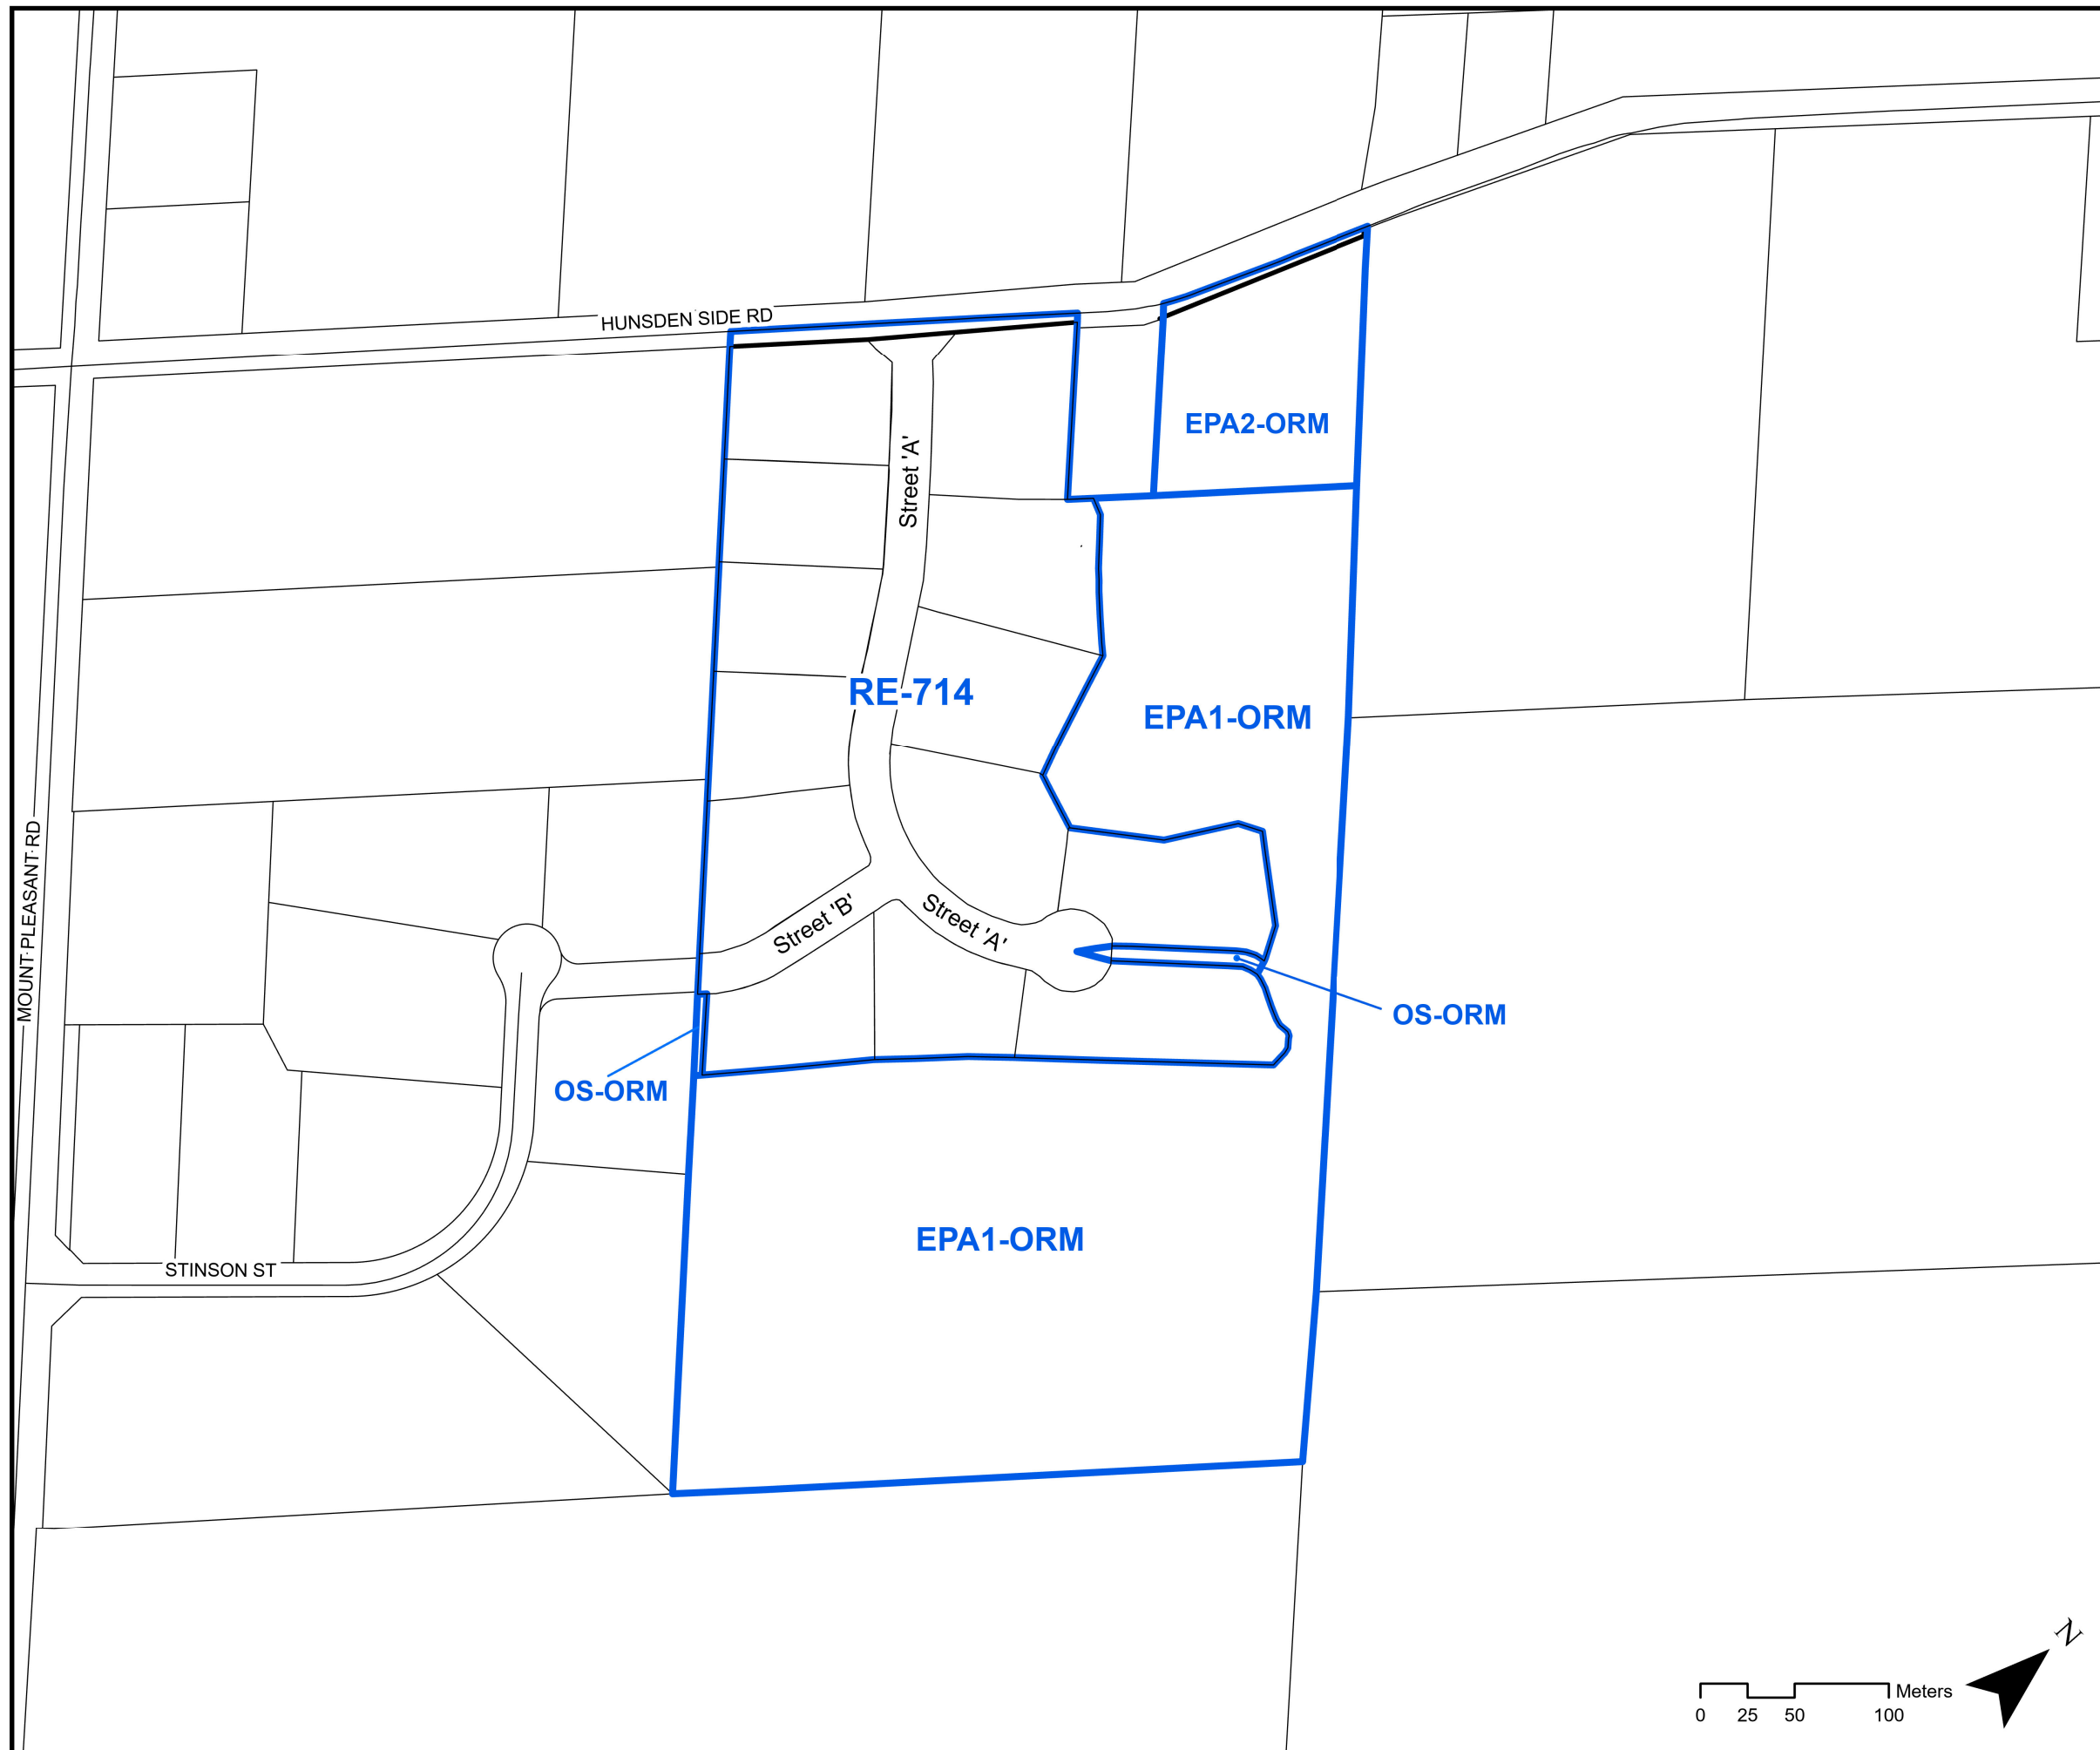 HUNSDEN SIDE RD
EPA2-ORM
Street 'A'
RE-714
EPA1-ORM
MOUNT PLEASANT RD
Street 'B'
Street 'A'
OS-ORM
OS-ORM
EPA1-ORM
STINSON ST
N
Meters
0 25 50 100